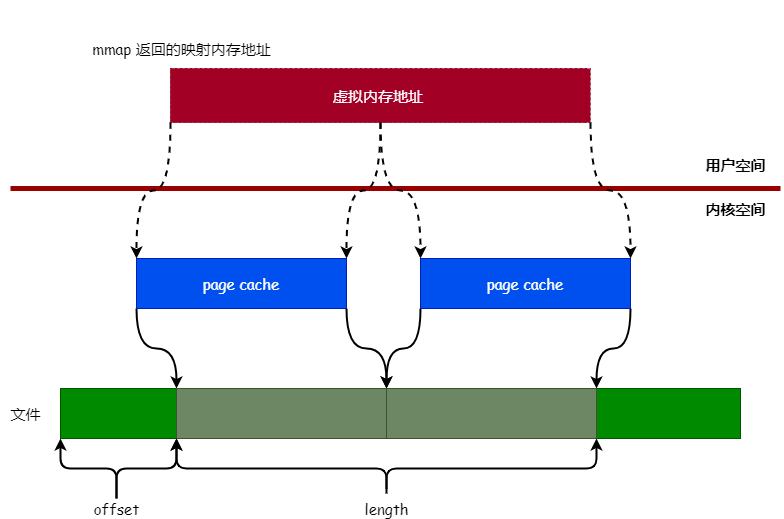 mmap 返回的映射内存地址
虚拟内存地址
用户空间
内核空间
page cache
page cache
文件
offset
length